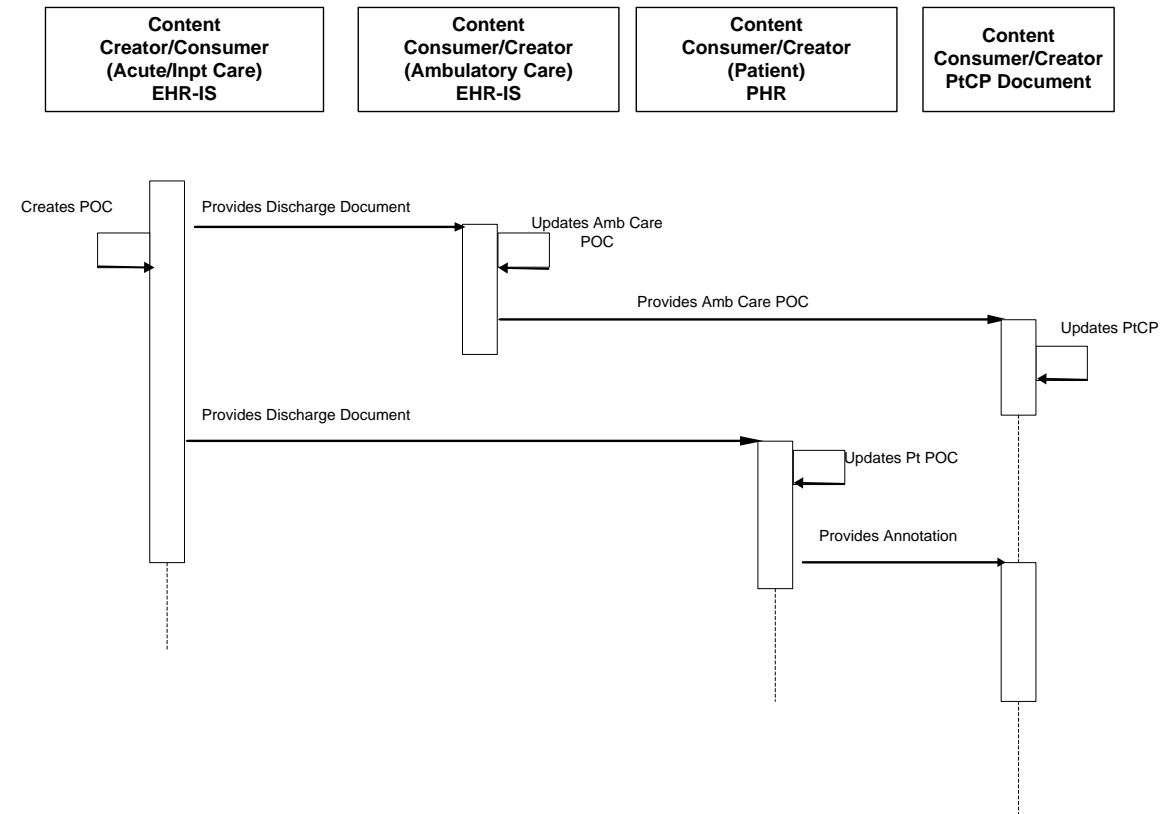 Content
Creator/Consumer
(Acute/Inpt Care)
EHR-IS
Content
Consumer/Creator
(Ambulatory Care)
EHR-IS
Content
Consumer/Creator
(Patient)
PHR
Content
Consumer/Creator
PtCP Document
Creates POC
Provides Discharge Document
Updates Amb Care
POC
Provides Amb Care POC
Updates PtCP
Provides Discharge Document
Updates Pt POC
Provides Annotation